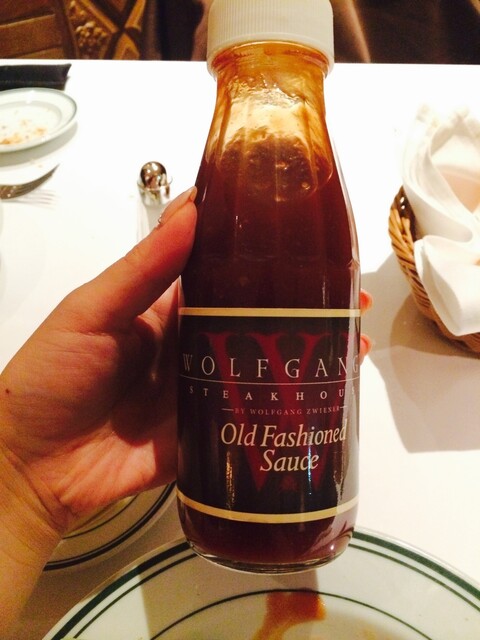 W
WOLFGANG
STEAKHOU
BY WOLFGANG ZWIENER
Old Fashioned
Sauce